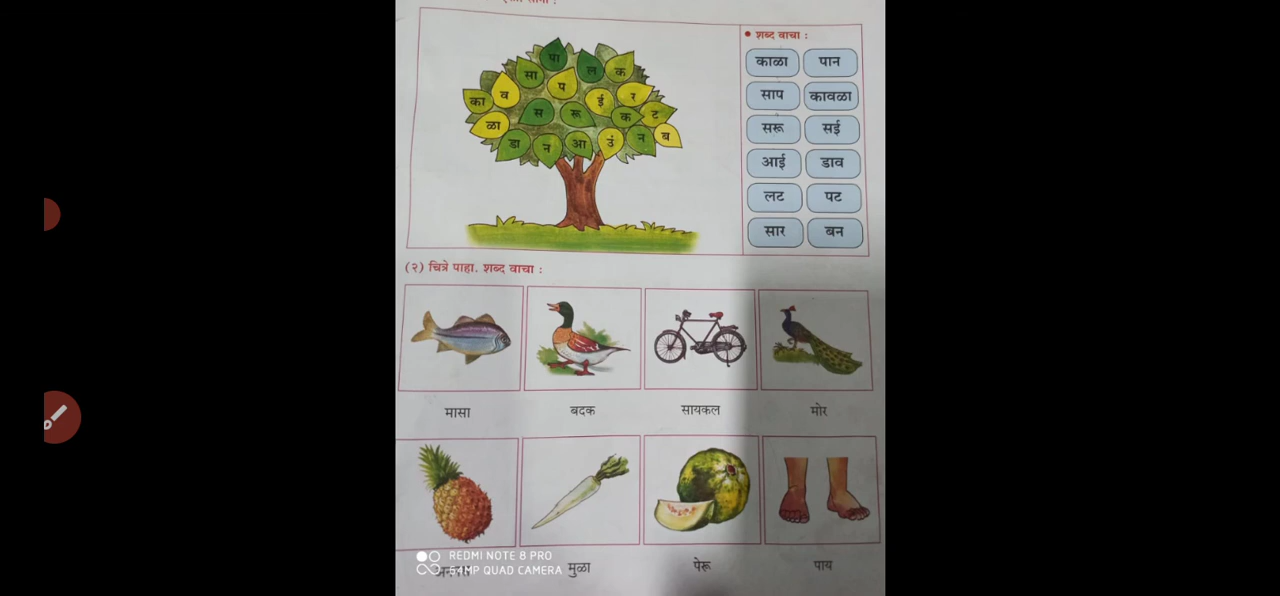 पा
ल
क
सा
प
का
व
ई
र
स
रू
क
ट
ळा
डा
न
आ
उं
न
ब
• शब्द वाचा :
काळा पान
साप कावळा
सरू सई
आई डाव
लट पट
सार बन
(२) चित्रे पाहा. शब्द वाचा :
मासा बदक सायकल मोर
मुळा पेरू पाय
REDMI NOTE 8 PRO
64MP QUAD CAMERA